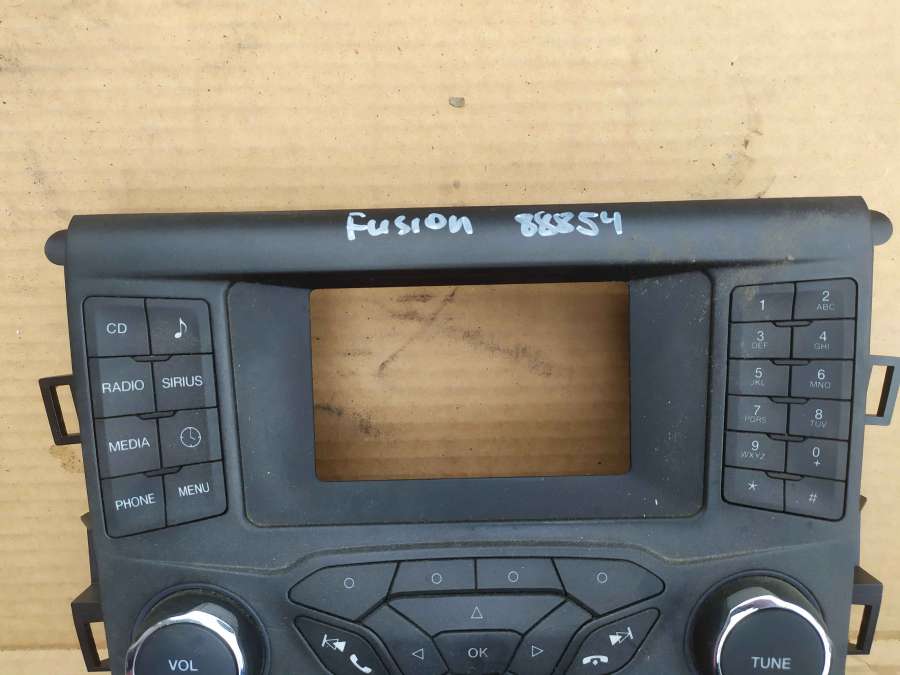 Fusion 88854
CD
RADIO SIRIUS
MEDIA
PHONE MENU
1 2 ABC
3 DEF 4 GHI
5 JKL 6 MNO
7 PQRS 8 TUV
9 WXYZ 0 +
* #
OK
VOL
TUNE